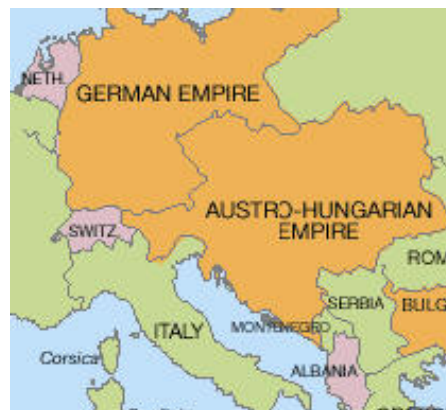 NETH.
GERMAN EMPIRE
AUSTRO-HUNGARIAN
EMPIRE
SWITZ.
ROM
SERBIA
BULG
MONTENEGRO
ITALY
Corsica
ALBANIA